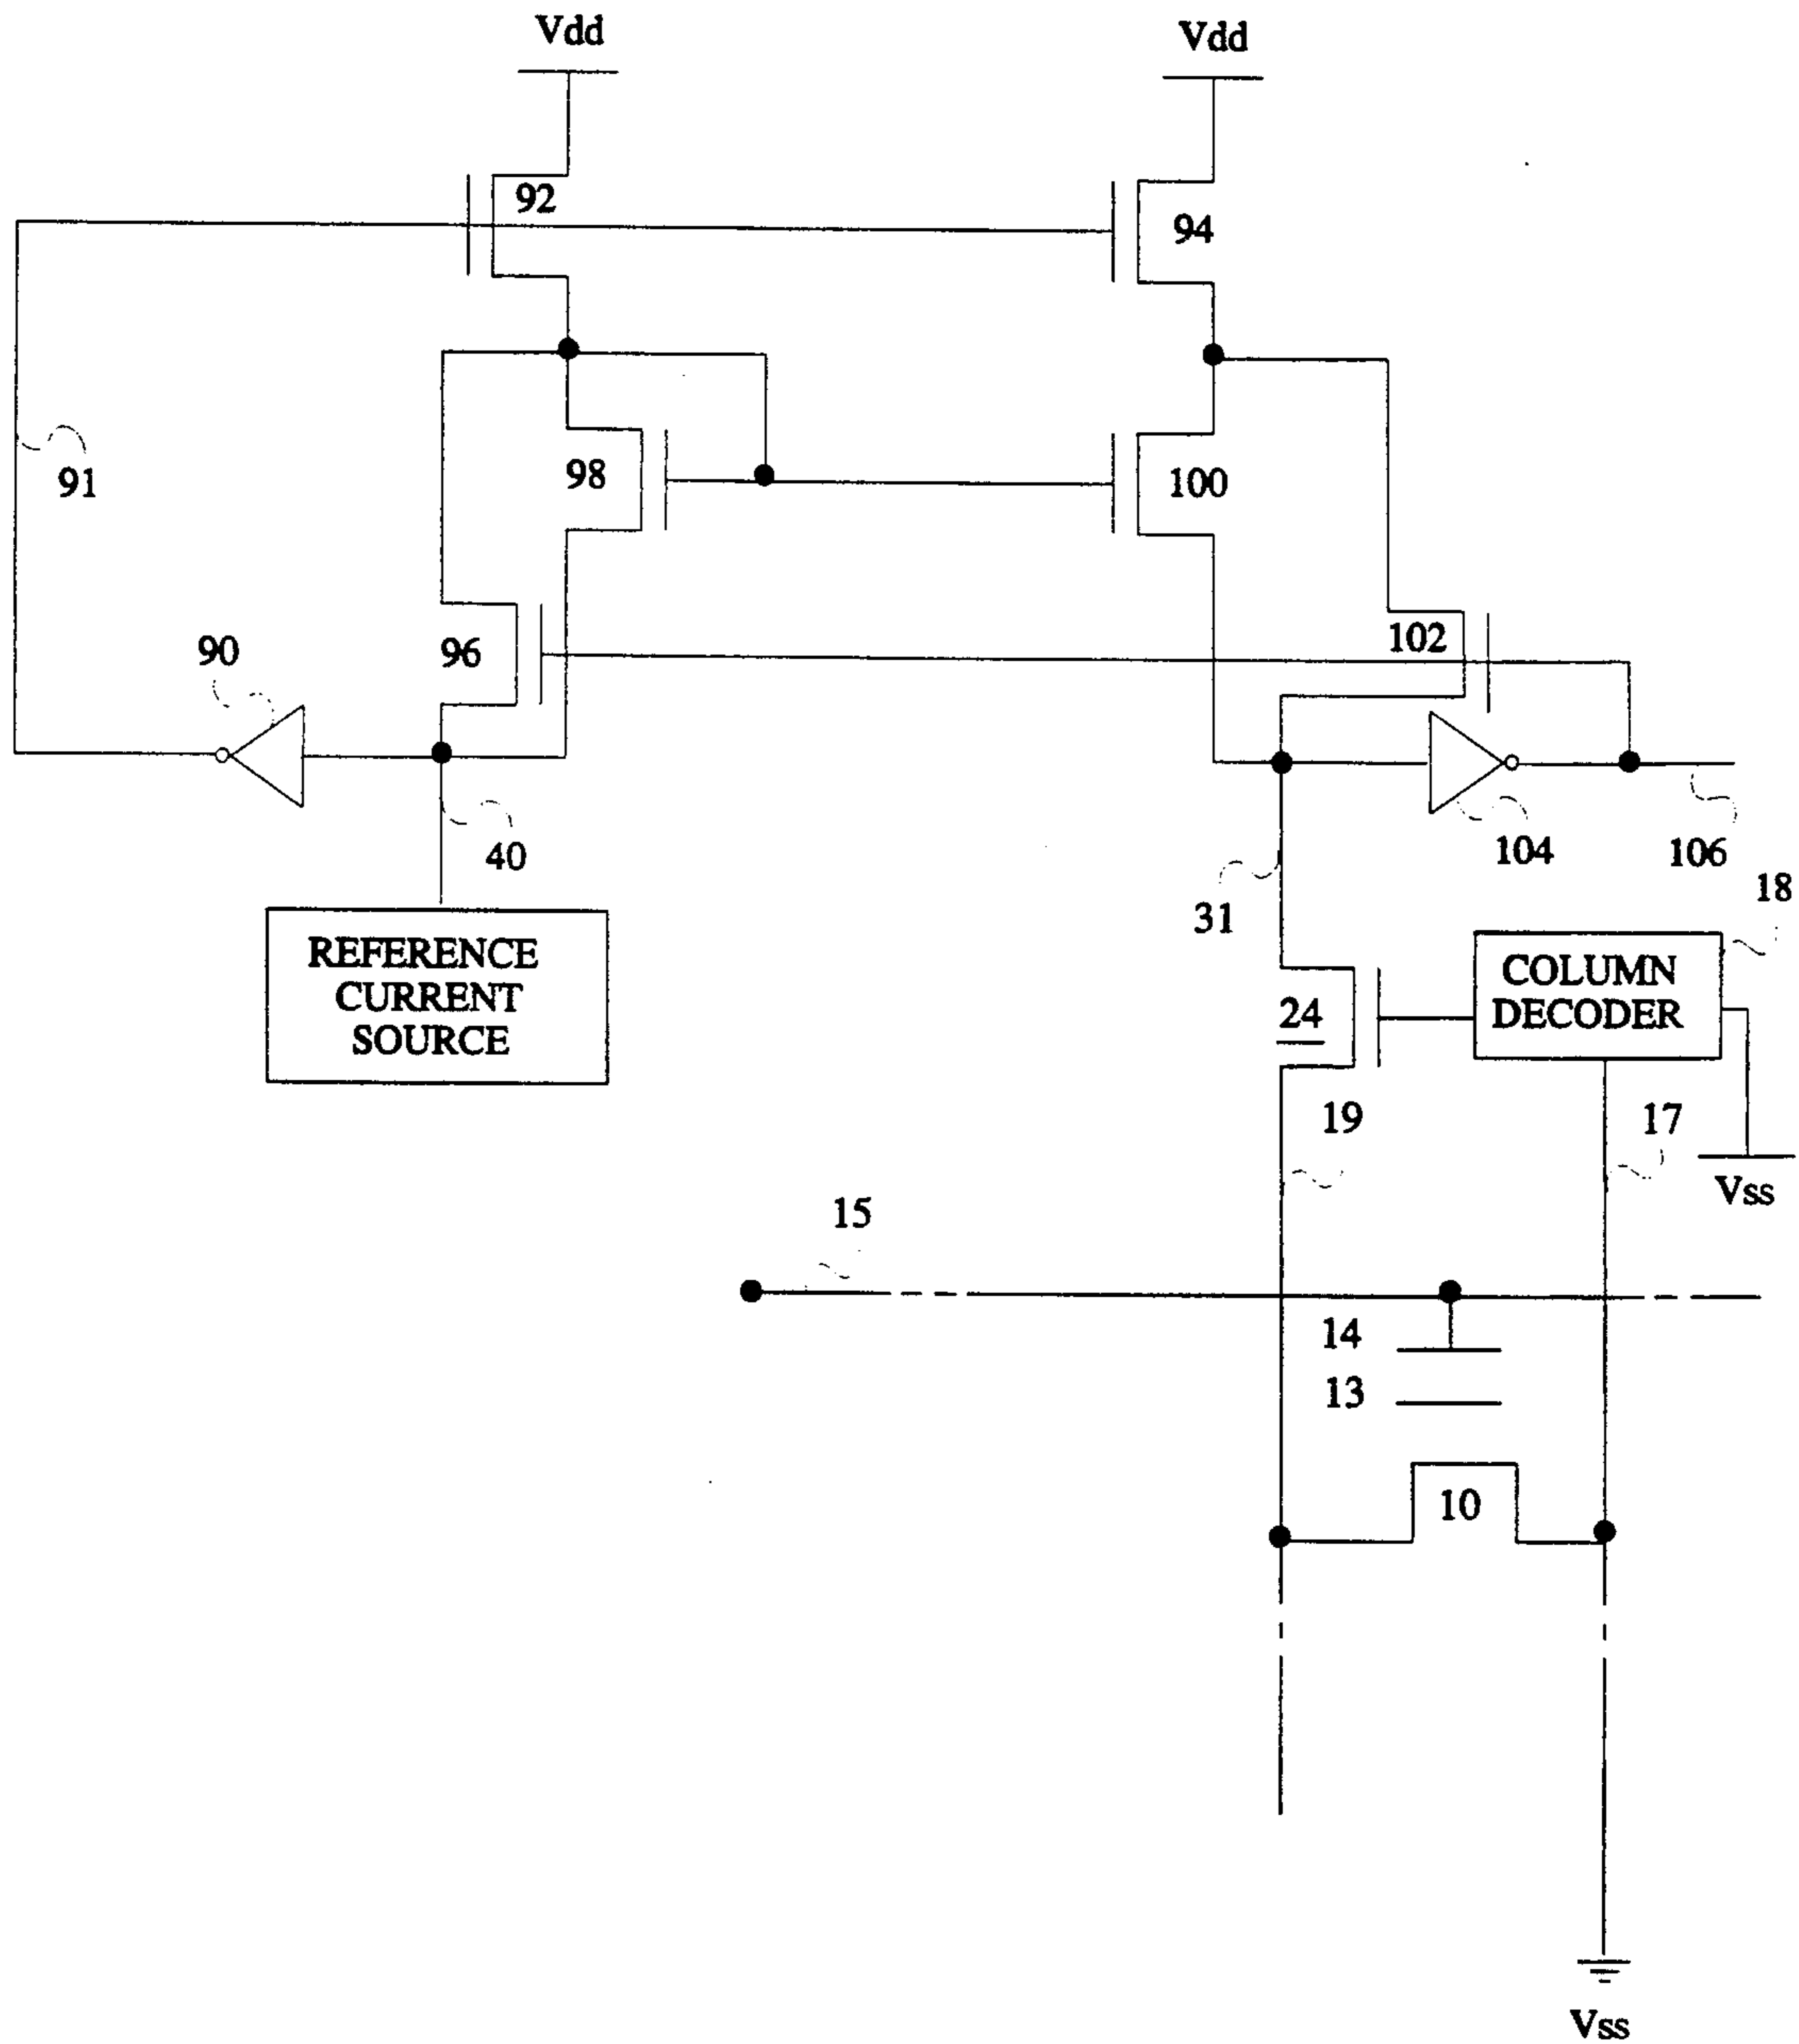 Vdd
Vdd
92
94
91
98
100
90
96
102
40
104
106
18
31
REFERENCE
CURRENT
SOURCE
COLUMN
DECODER
24
19
17
Vss
15
14
13
10
Vss